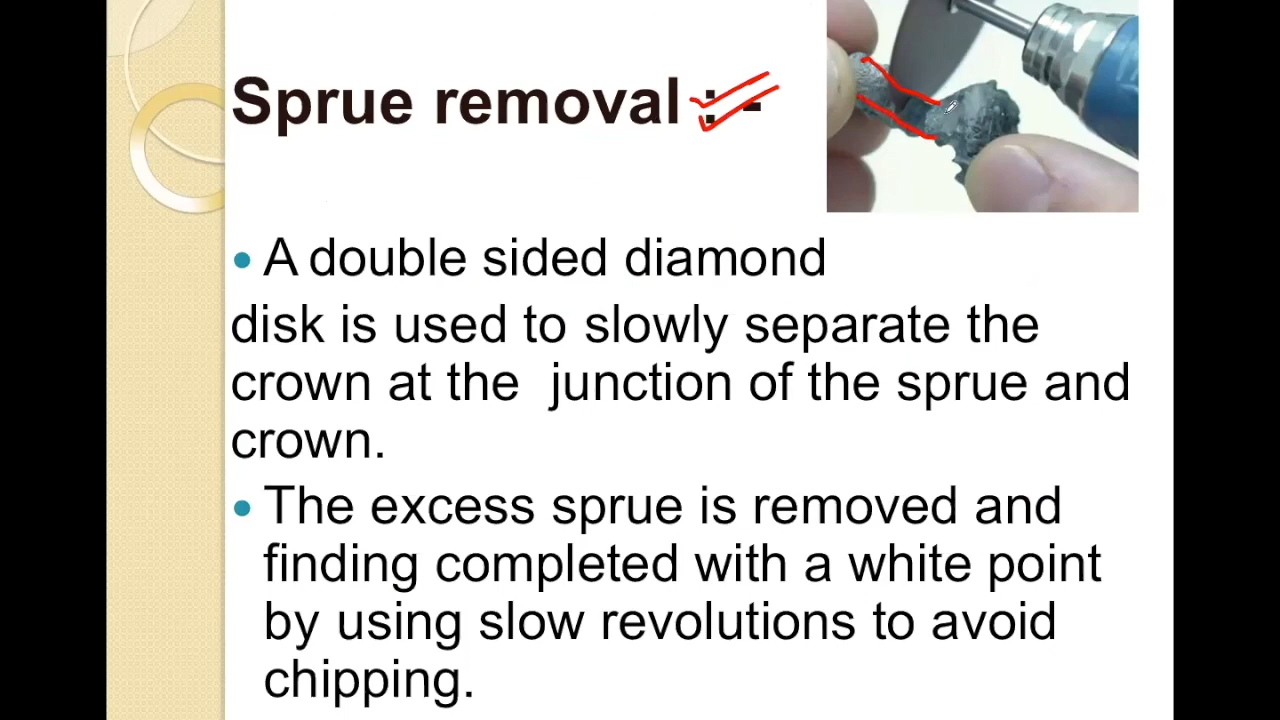 Sprue removal : -
• A double sided diamond
disk is used to slowly separate the
crown at the junction of the sprue and
crown.
• The excess sprue is removed and
finding completed with a white point
by using slow revolutions to avoid
chipping.